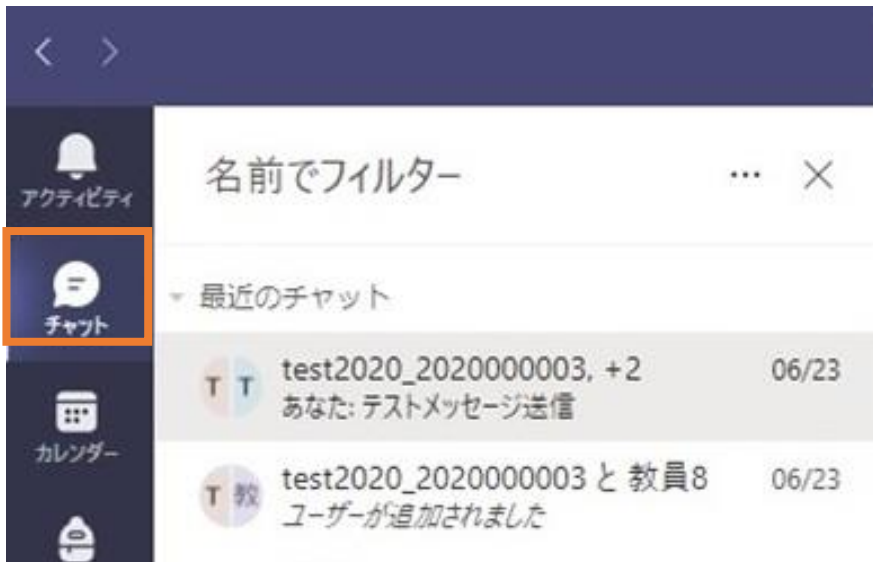 アクティビティ
チャット
カレンダー
名前でフィルター
最近のチャット
T T
test2020_2020000003, +2
06/23
あなた: テストメッセージ送信
T 教
test2020_2020000003 と 教員8
06/23
ユーザーが追加されました